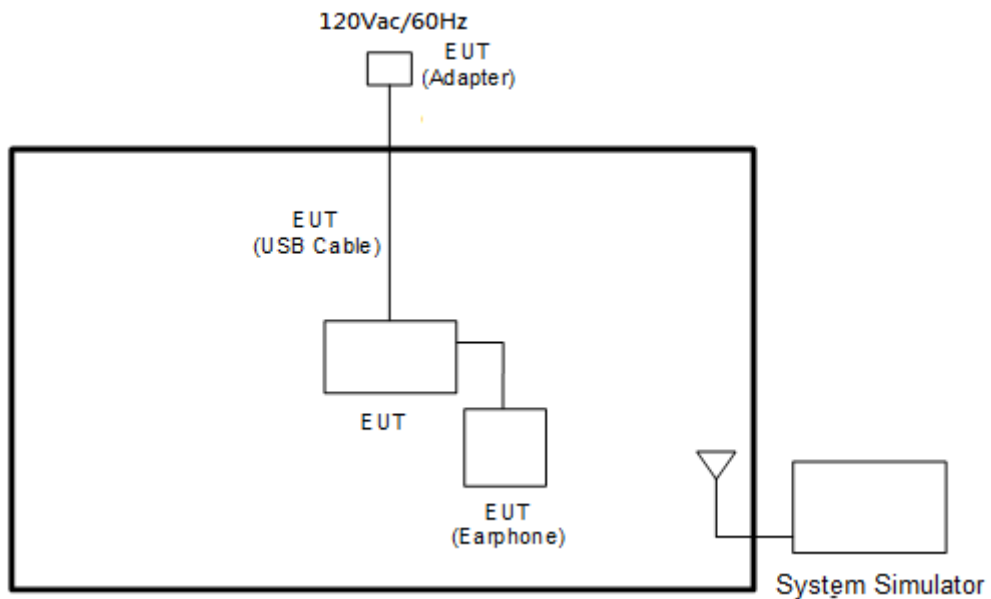 120Vac/60Hz
EUT
(Adapter)
EUT
(USB Cable)
EUT
EUT
(Earphone)
System Simulator